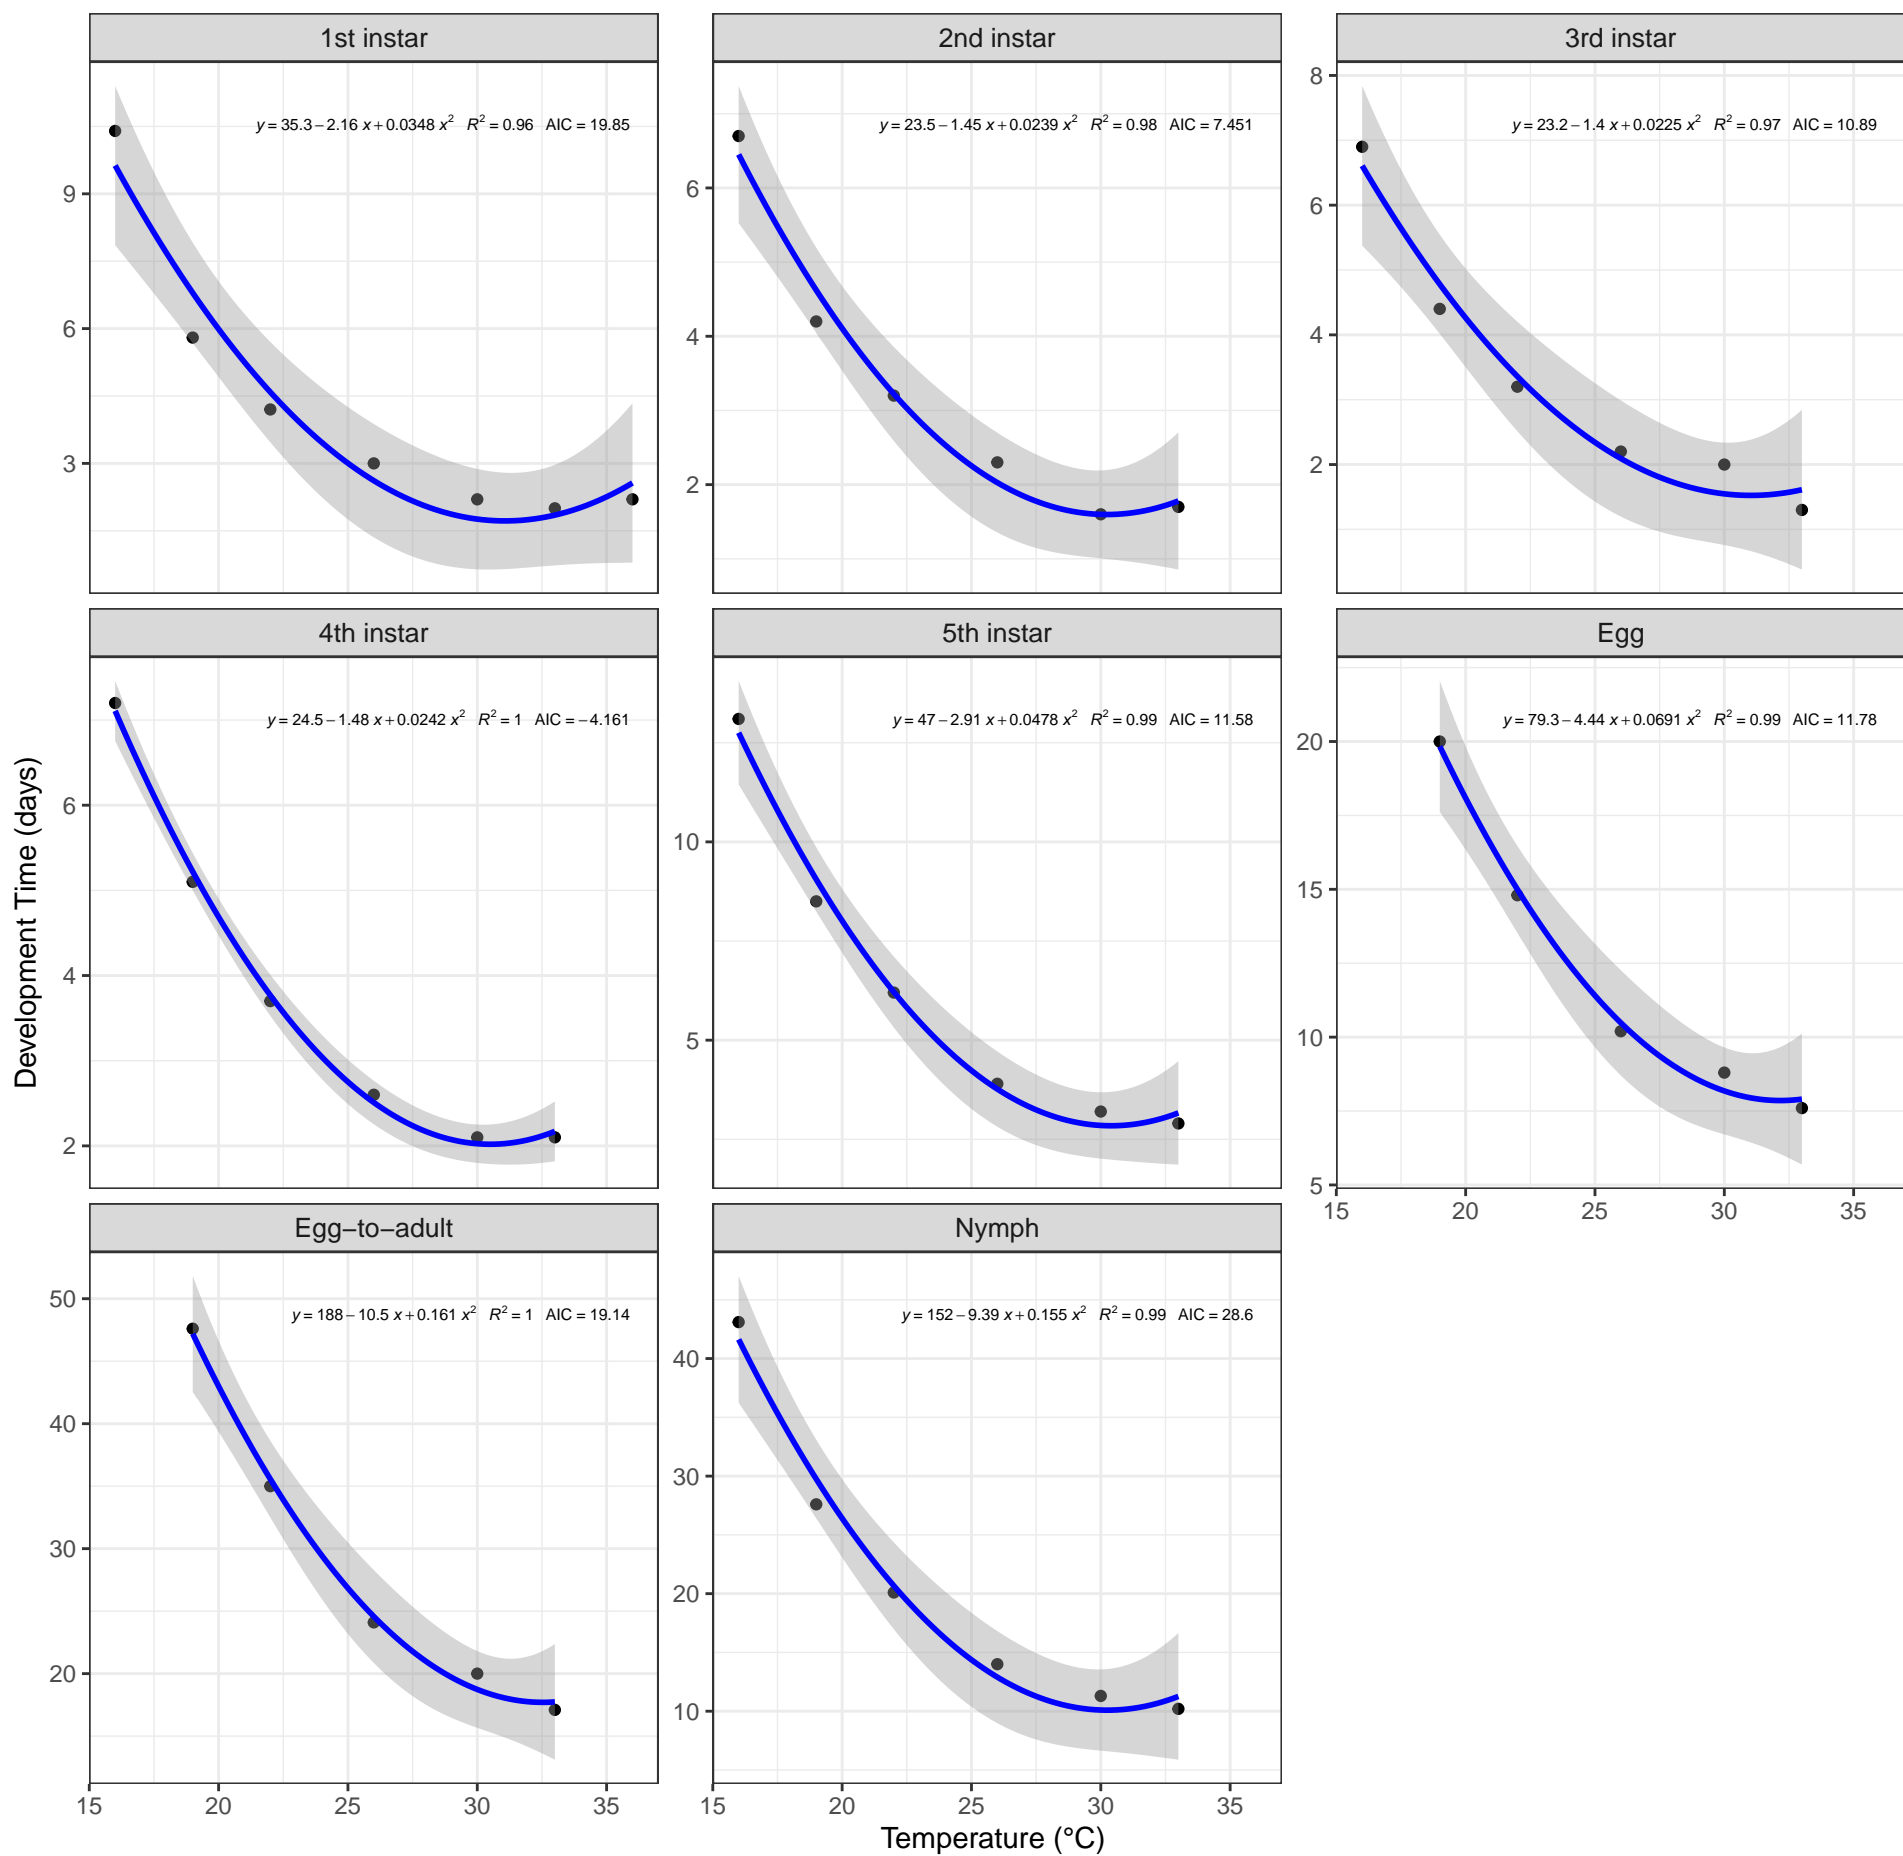 1st instar
2nd instar
3rd instar
y = 35.3 − 2.16 x + 0.0348 x² R² = 0.96 AIC = 19.85
y = 23.5 − 1.45 x + 0.0239 x² R² = 0.98 AIC = 7.451
y = 23.2 − 1.4 x + 0.0225 x² R² = 0.97 AIC = 10.89
9
6
3
6
4
2
8
6
4
2
4th instar
5th instar
Egg
y = 24.5 − 1.48 x + 0.0242 x² R² = 1 AIC = −4.161
y = 47 − 2.91 x + 0.0478 x² R² = 0.99 AIC = 11.58
y = 79.3 − 4.44 x + 0.0691 x² R² = 0.99 AIC = 11.78
Development Time (days)
6
4
2
10
5
20
15
10
5
15 20 25 30 35
Egg−to−adult
Nymph
y = 188 − 10.5 x + 0.161 x² R² = 1 AIC = 19.14
y = 152 − 9.39 x + 0.155 x² R² = 0.99 AIC = 28.6
50
40
30
20
40
30
20
10
15 20 25 30 35
15 20 25 30 35
Temperature (°C)